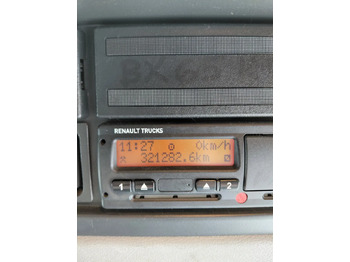 RENAULT TRUCKS
11:27 0km/h
321282.6km
1 2